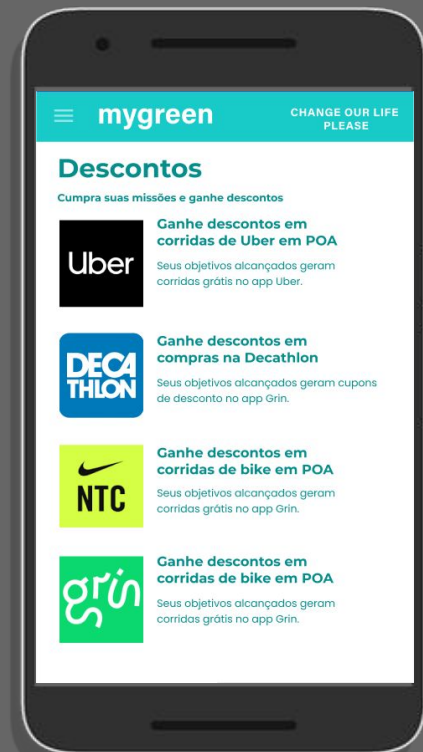 mygreen
CHANGE OUR LIFE
PLEASE
Descontos
Cumpra suas missões e ganhe descontos
Uber
Ganhe descontos em
corridas de Uber em POA
Seus objetivos alcançados geram
corridas grátis no app Uber.
DECA
THLON
Ganhe descontos em
compras na Decathlon
Seus objetivos alcançados geram cupons
de desconto no app Grin.
NTC
Ganhe descontos em
corridas de bike em POA
Seus objetivos alcançados geram
corridas grátis no app Grin.
grin
Ganhe descontos em
corridas de bike em POA
Seus objetivos alcançados geram
corridas grátis no app Grin.